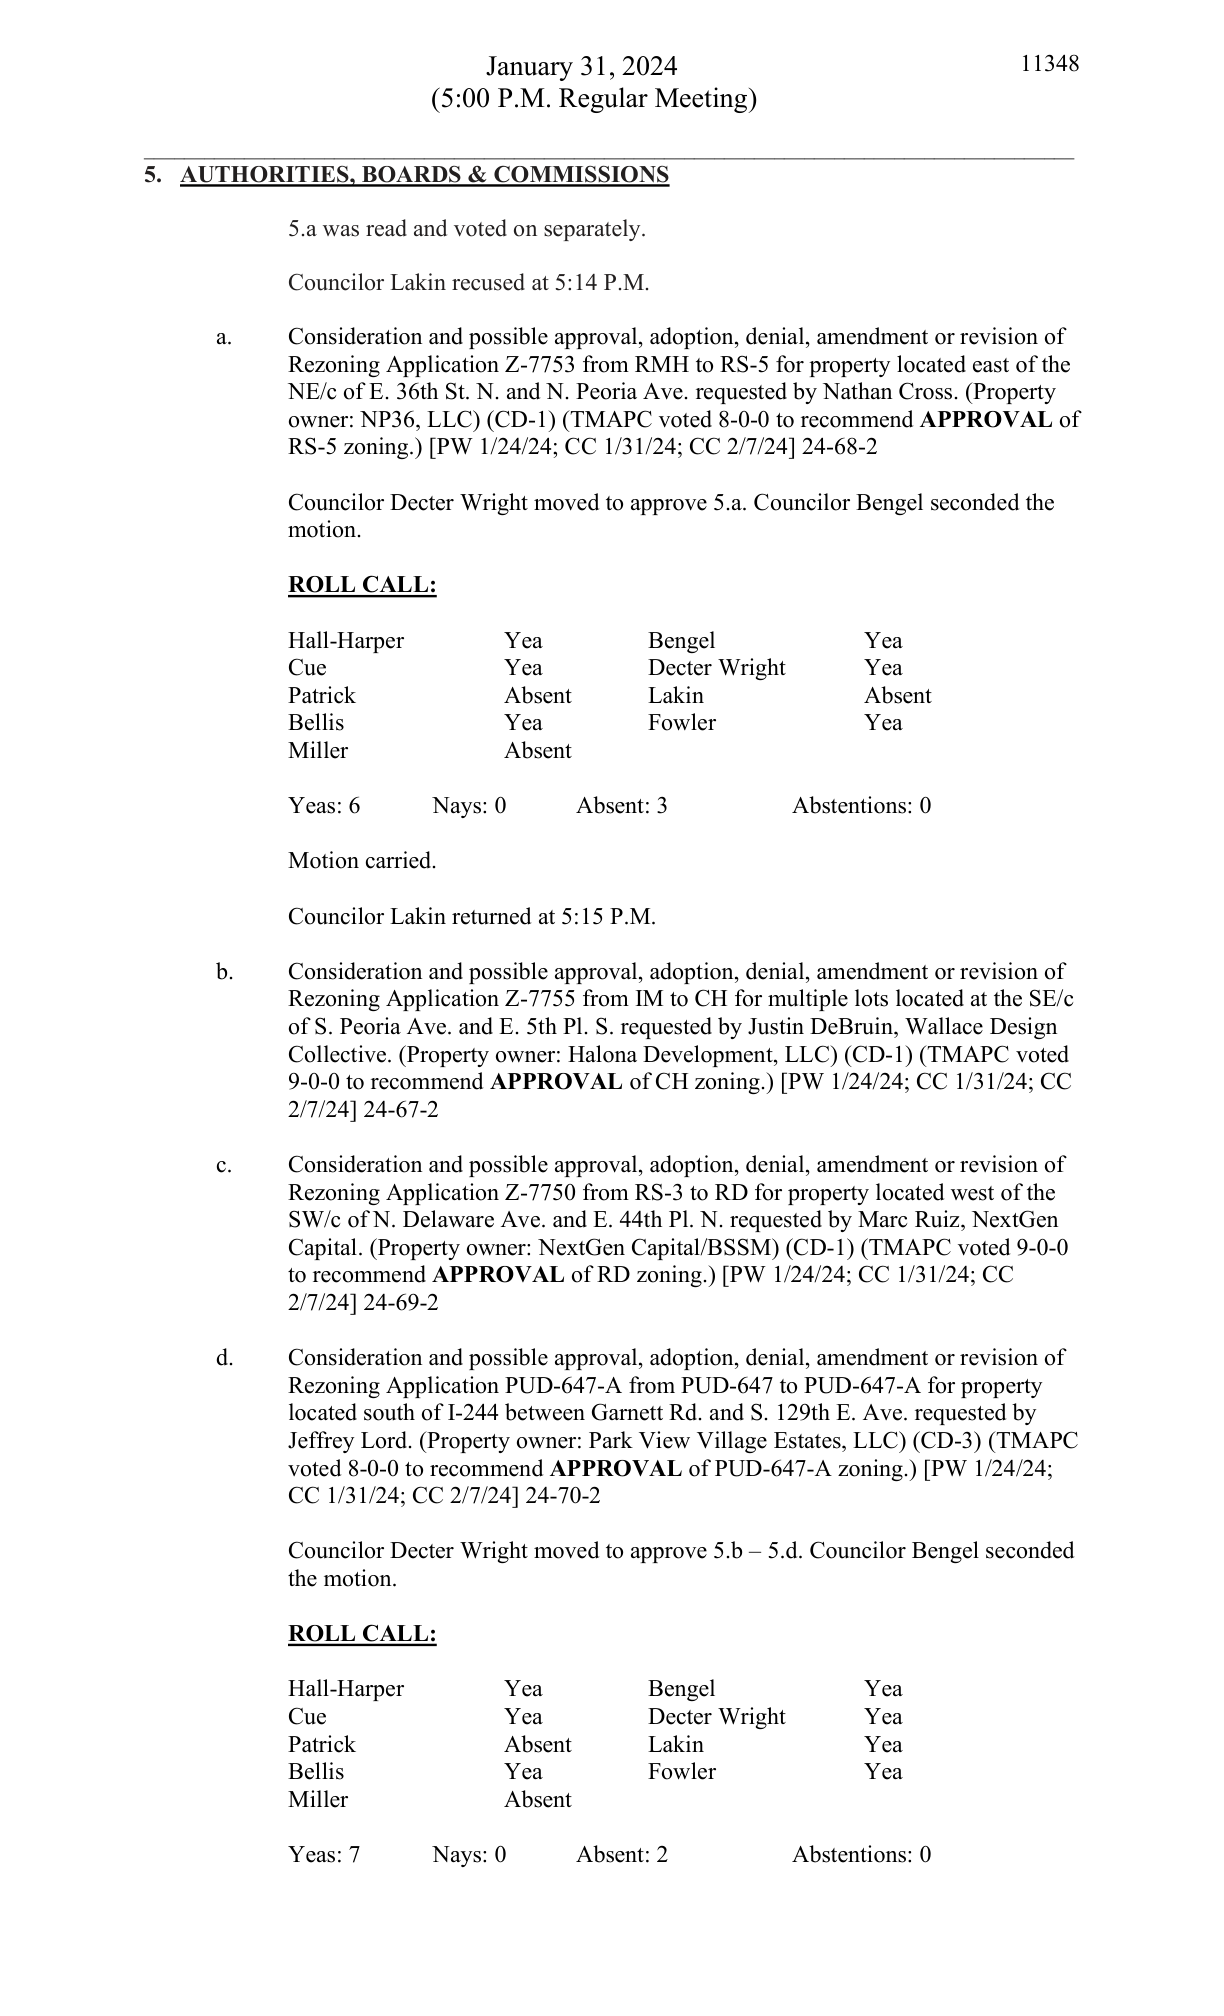 January 31, 2024
11348
(5:00 P.M. Regular Meeting)
5. AUTHORITIES, BOARDS & COMMISSIONS
5.a was read and voted on separately.
Councilor Lakin recused at 5:14 P.M.
a. Consideration and possible approval, adoption, denial, amendment or revision of
Rezoning Application Z-7753 from RMH to RS-5 for property located east of the
NE/c of E. 36th St. N. and N. Peoria Ave. requested by Nathan Cross. (Property
owner: NP36, LLC) (CD-1) (TMAPC voted 8-0-0 to recommend APPROVAL of
RS-5 zoning.) [PW 1/24/24; CC 1/31/24; CC 2/7/24] 24-68-2
Councilor Decter Wright moved to approve 5.a. Councilor Bengel seconded the
motion.
ROLL CALL:
Hall-Harper Yea Bengel Yea
Cue Yea Decter Wright Yea
Patrick Absent Lakin Absent
Bellis Yea Fowler Yea
Miller Absent
Yeas: 6 Nays: 0 Absent: 3 Abstentions: 0
Motion carried.
Councilor Lakin returned at 5:15 P.M.
b. Consideration and possible approval, adoption, denial, amendment or revision of
Rezoning Application Z-7755 from IM to CH for multiple lots located at the SE/c
of S. Peoria Ave. and E. 5th Pl. S. requested by Justin DeBruin, Wallace Design
Collective. (Property owner: Halona Development, LLC) (CD-1) (TMAPC voted
9-0-0 to recommend APPROVAL of CH zoning.) [PW 1/24/24; CC 1/31/24; CC
2/7/24] 24-67-2
c. Consideration and possible approval, adoption, denial, amendment or revision of
Rezoning Application Z-7750 from RS-3 to RD for property located west of the
SW/c of N. Delaware Ave. and E. 44th Pl. N. requested by Marc Ruiz, NextGen
Capital. (Property owner: NextGen Capital/BSSM) (CD-1) (TMAPC voted 9-0-0
to recommend APPROVAL of RD zoning.) [PW 1/24/24; CC 1/31/24; CC
2/7/24] 24-69-2
d. Consideration and possible approval, adoption, denial, amendment or revision of
Rezoning Application PUD-647-A from PUD-647 to PUD-647-A for property
located south of I-244 between Garnett Rd. and S. 129th E. Ave. requested by
Jeffrey Lord. (Property owner: Park View Village Estates, LLC) (CD-3) (TMAPC
voted 8-0-0 to recommend APPROVAL of PUD-647-A zoning.) [PW 1/24/24;
CC 1/31/24; CC 2/7/24] 24-70-2
Councilor Decter Wright moved to approve 5.b – 5.d. Councilor Bengel seconded
the motion.
ROLL CALL:
Hall-Harper Yea Bengel Yea
Cue Yea Decter Wright Yea
Patrick Absent Lakin Yea
Bellis Yea Fowler Yea
Miller Absent
Yeas: 7 Nays: 0 Absent: 2 Abstentions: 0